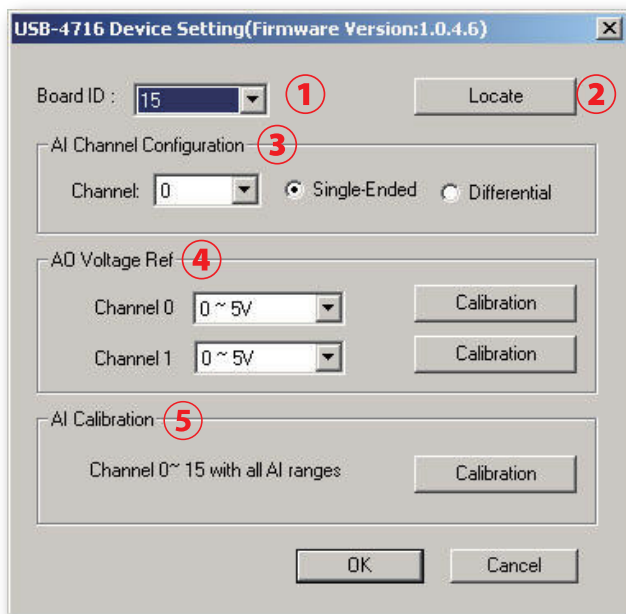 USB-4716 Device Setting(Firmware Version:1.0.4.6)
Board ID : 15 ① Locate ②
AI Channel Configuration ③
Channel: 0 Single-Ended Differential
AO Voltage Ref ④
Channel 0 0 ~ 5V Calibration
Channel 1 0 ~ 5V Calibration
AI Calibration ⑤
Channel 0~ 15 with all AI ranges Calibration
OK Cancel